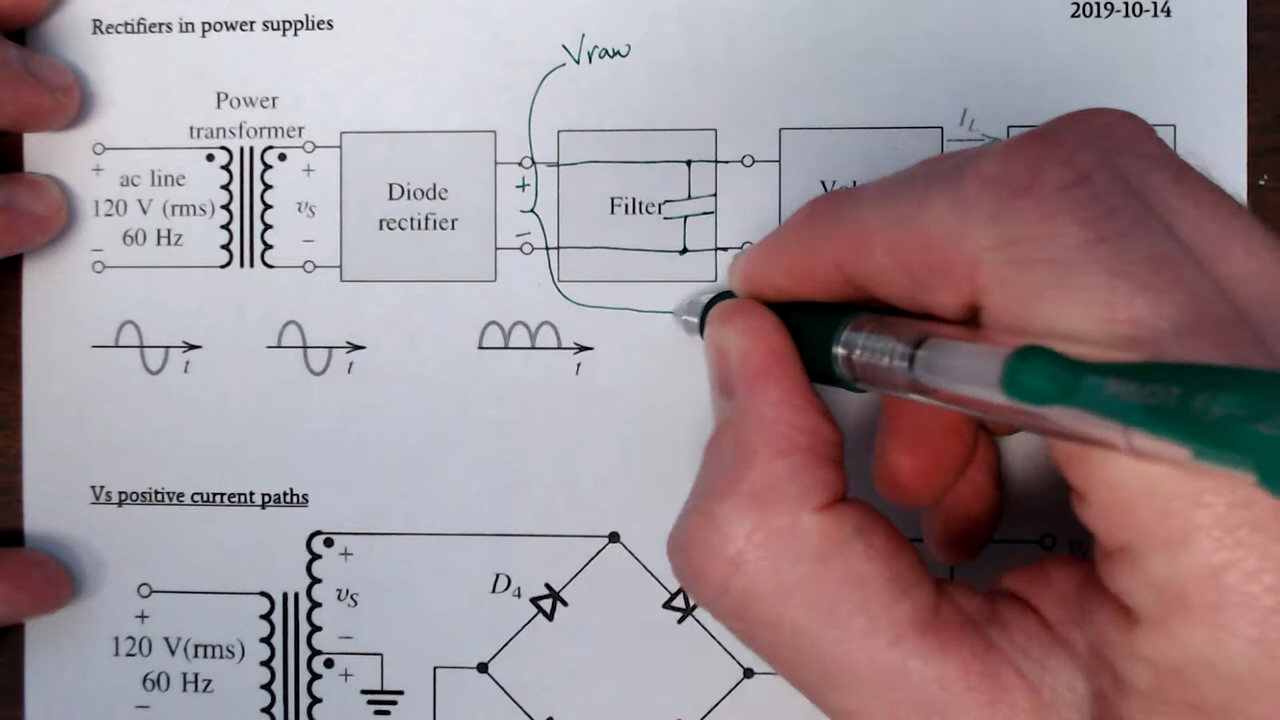 Rectifiers in power supplies
2019-10-14
Vraw
Power
transformer
+
ac line
120 V (rms)
60 Hz
−
+
vS
−
Diode
rectifier
+
−
Filter
IL
t
t
t
Vs positive current paths
+
120 V(rms)
60 Hz
−
+
vS
−
+
D4